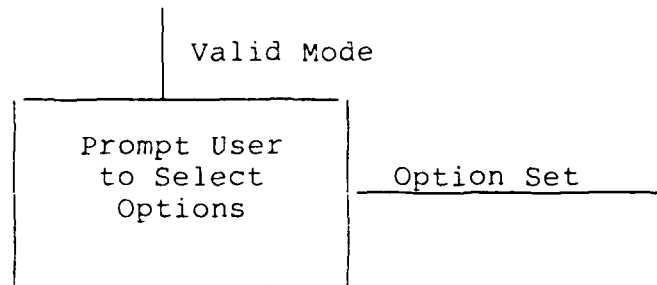 Valid Mode
Prompt User
to Select
Options
Option Set